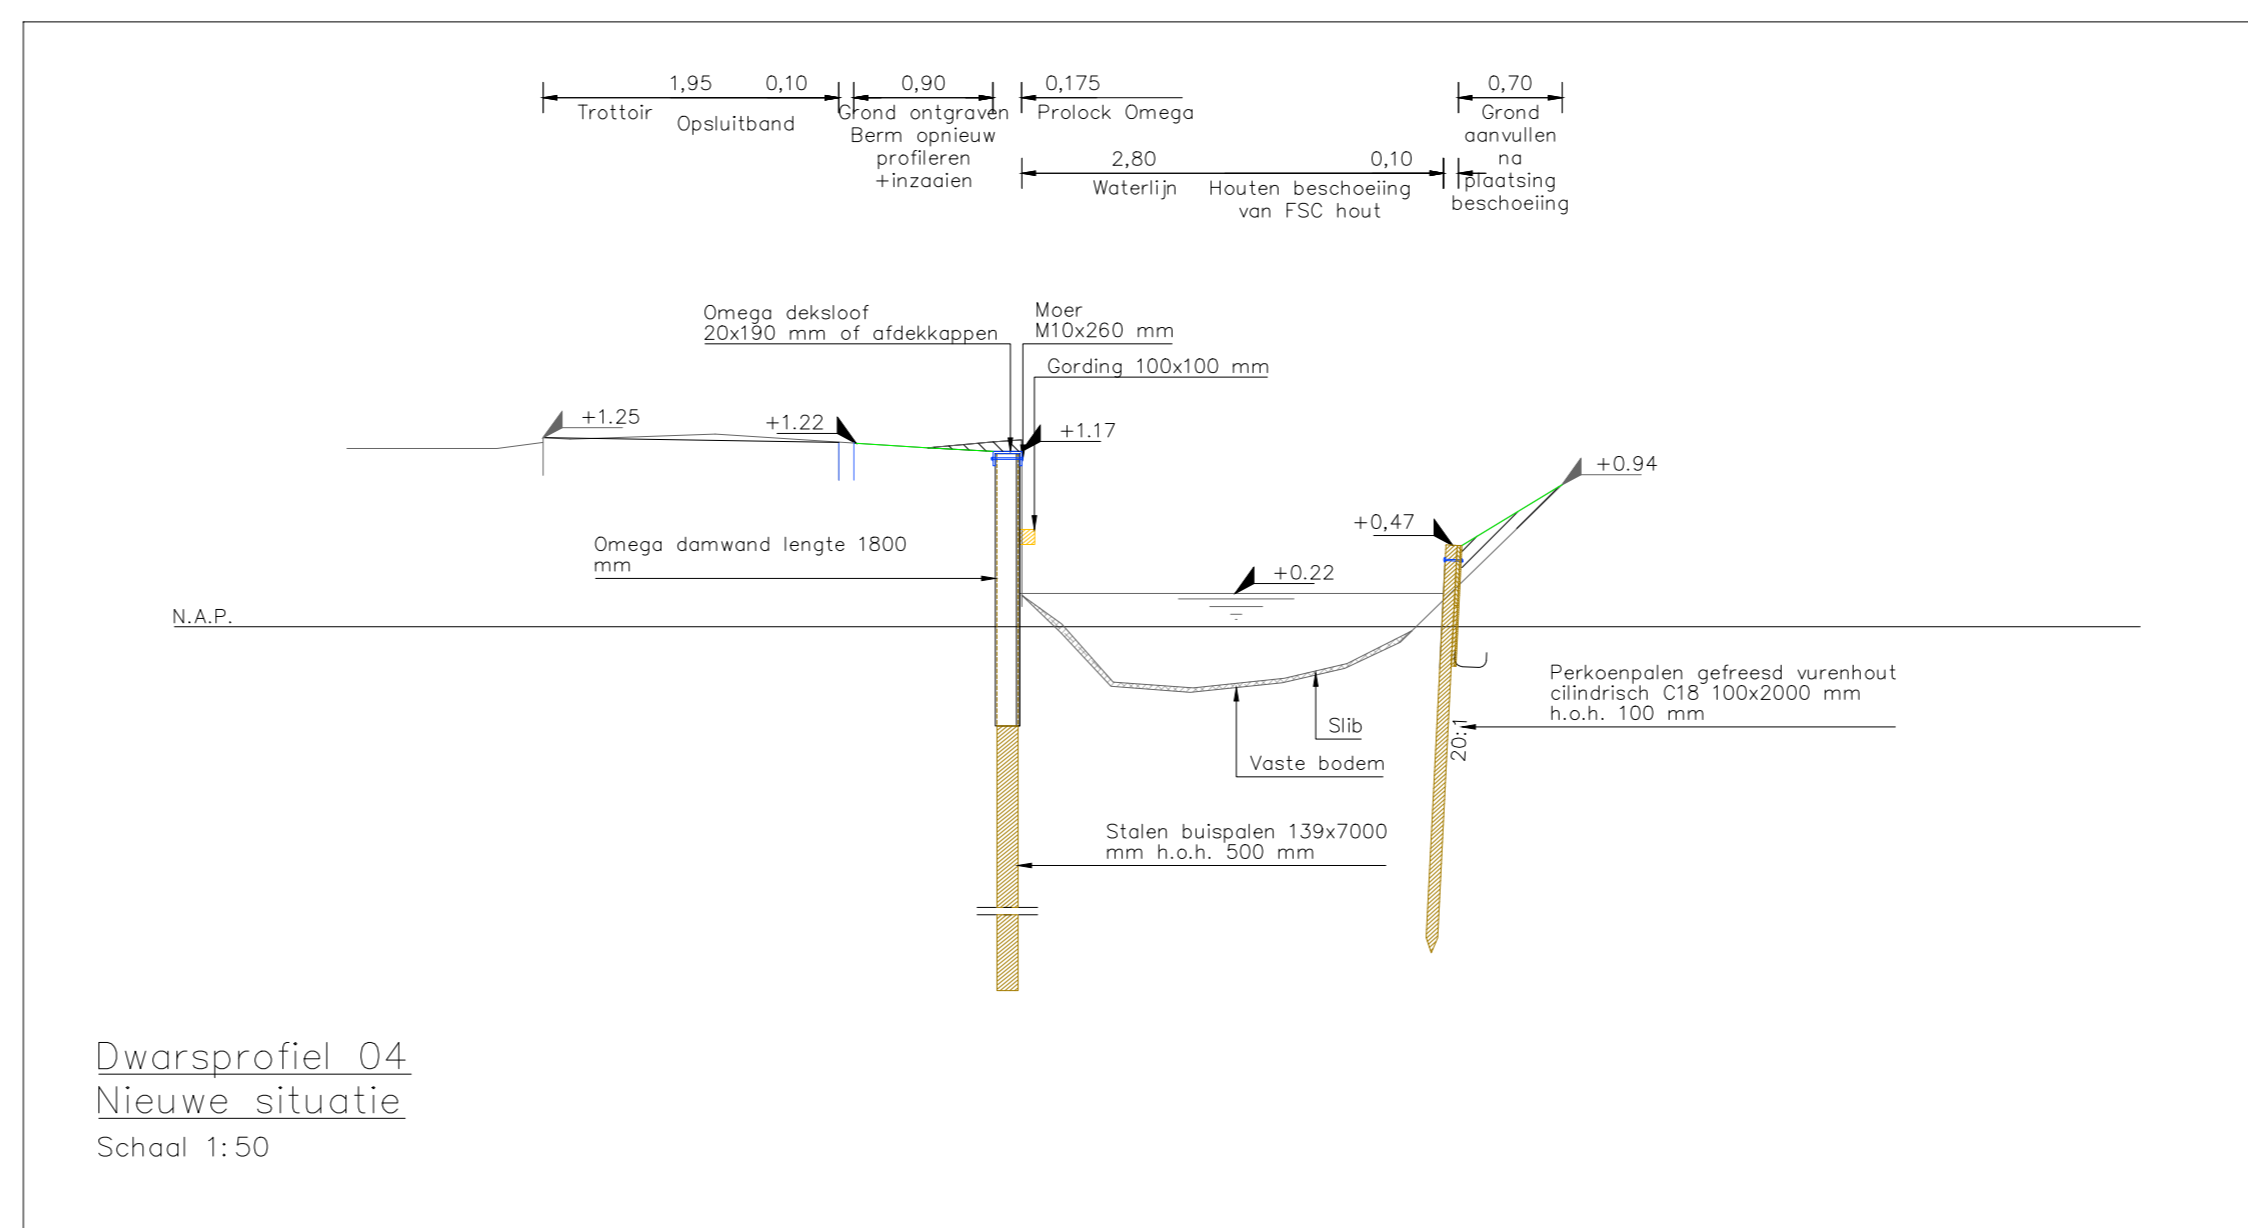 1,95 0,10 0,90 0,175 0,70
Trottoir
Opsluitband
Grond ontgraven
Berm opnieuw
profileren
+inzaaien
Prolock Omega
Grond
aanvullen
na
plaatsing
beschoeiing
2,80 0,10
Waterlijn
Houten beschoeiing
van FSC hout
Omega deksloof
20x190 mm of afdekkappen
Moer
M10x260 mm
Gording 100x100 mm
+1.25
+1.22
+1.17
+0.94
+0,47
Omega damwand lengte 1800
mm
+0.22
N.A.P.
Perkoenpalen gefreesd vurenhout
cilindrisch C18 100x2000 mm
h.o.h. 100 mm
20:1
Slib
Vaste bodem
Stalen buispalen 139x7000
mm h.o.h. 500 mm
Dwarsprofiel 04
Nieuwe situatie
Schaal 1:50